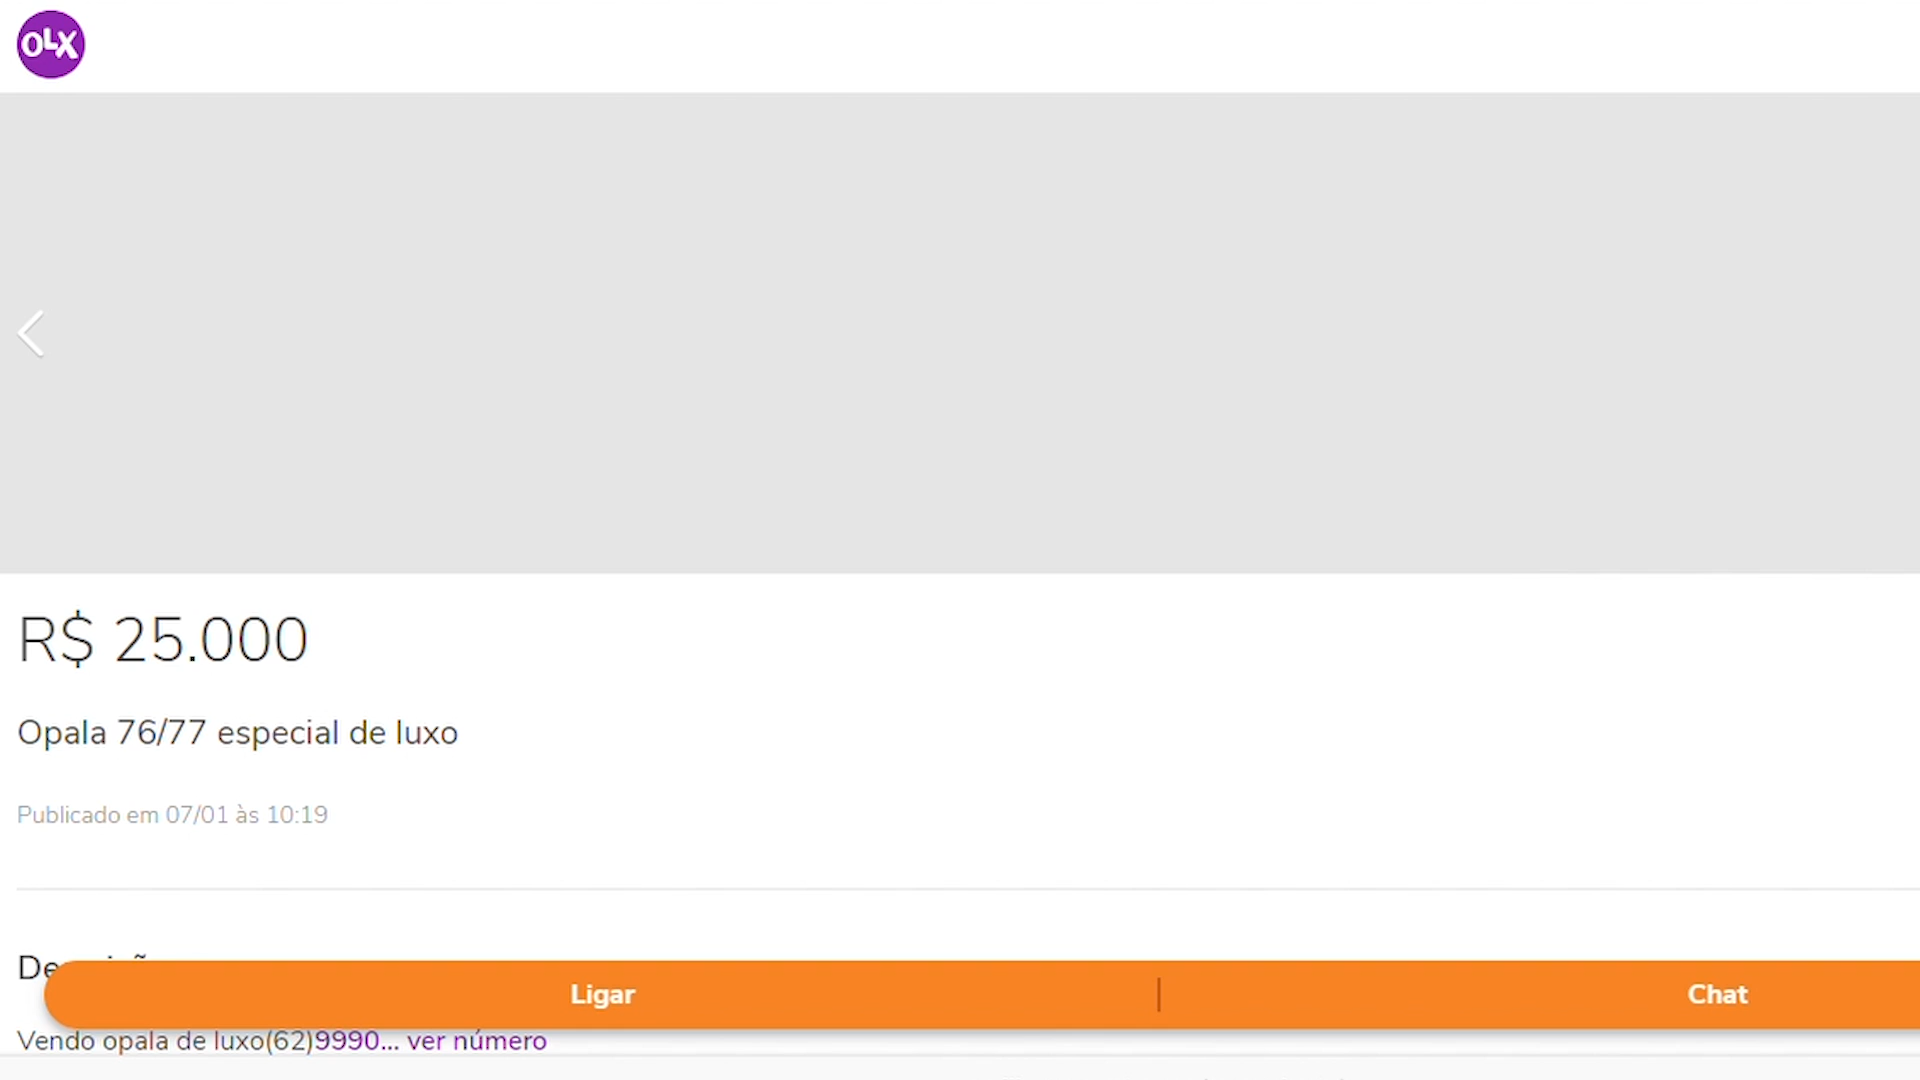 OLX
R$ 25.000
Opala 76/77 especial de luxo
Publicado em 07/01 às 10:19
Ligar
Chat
Vendo opala de luxo(62)9990... ver número